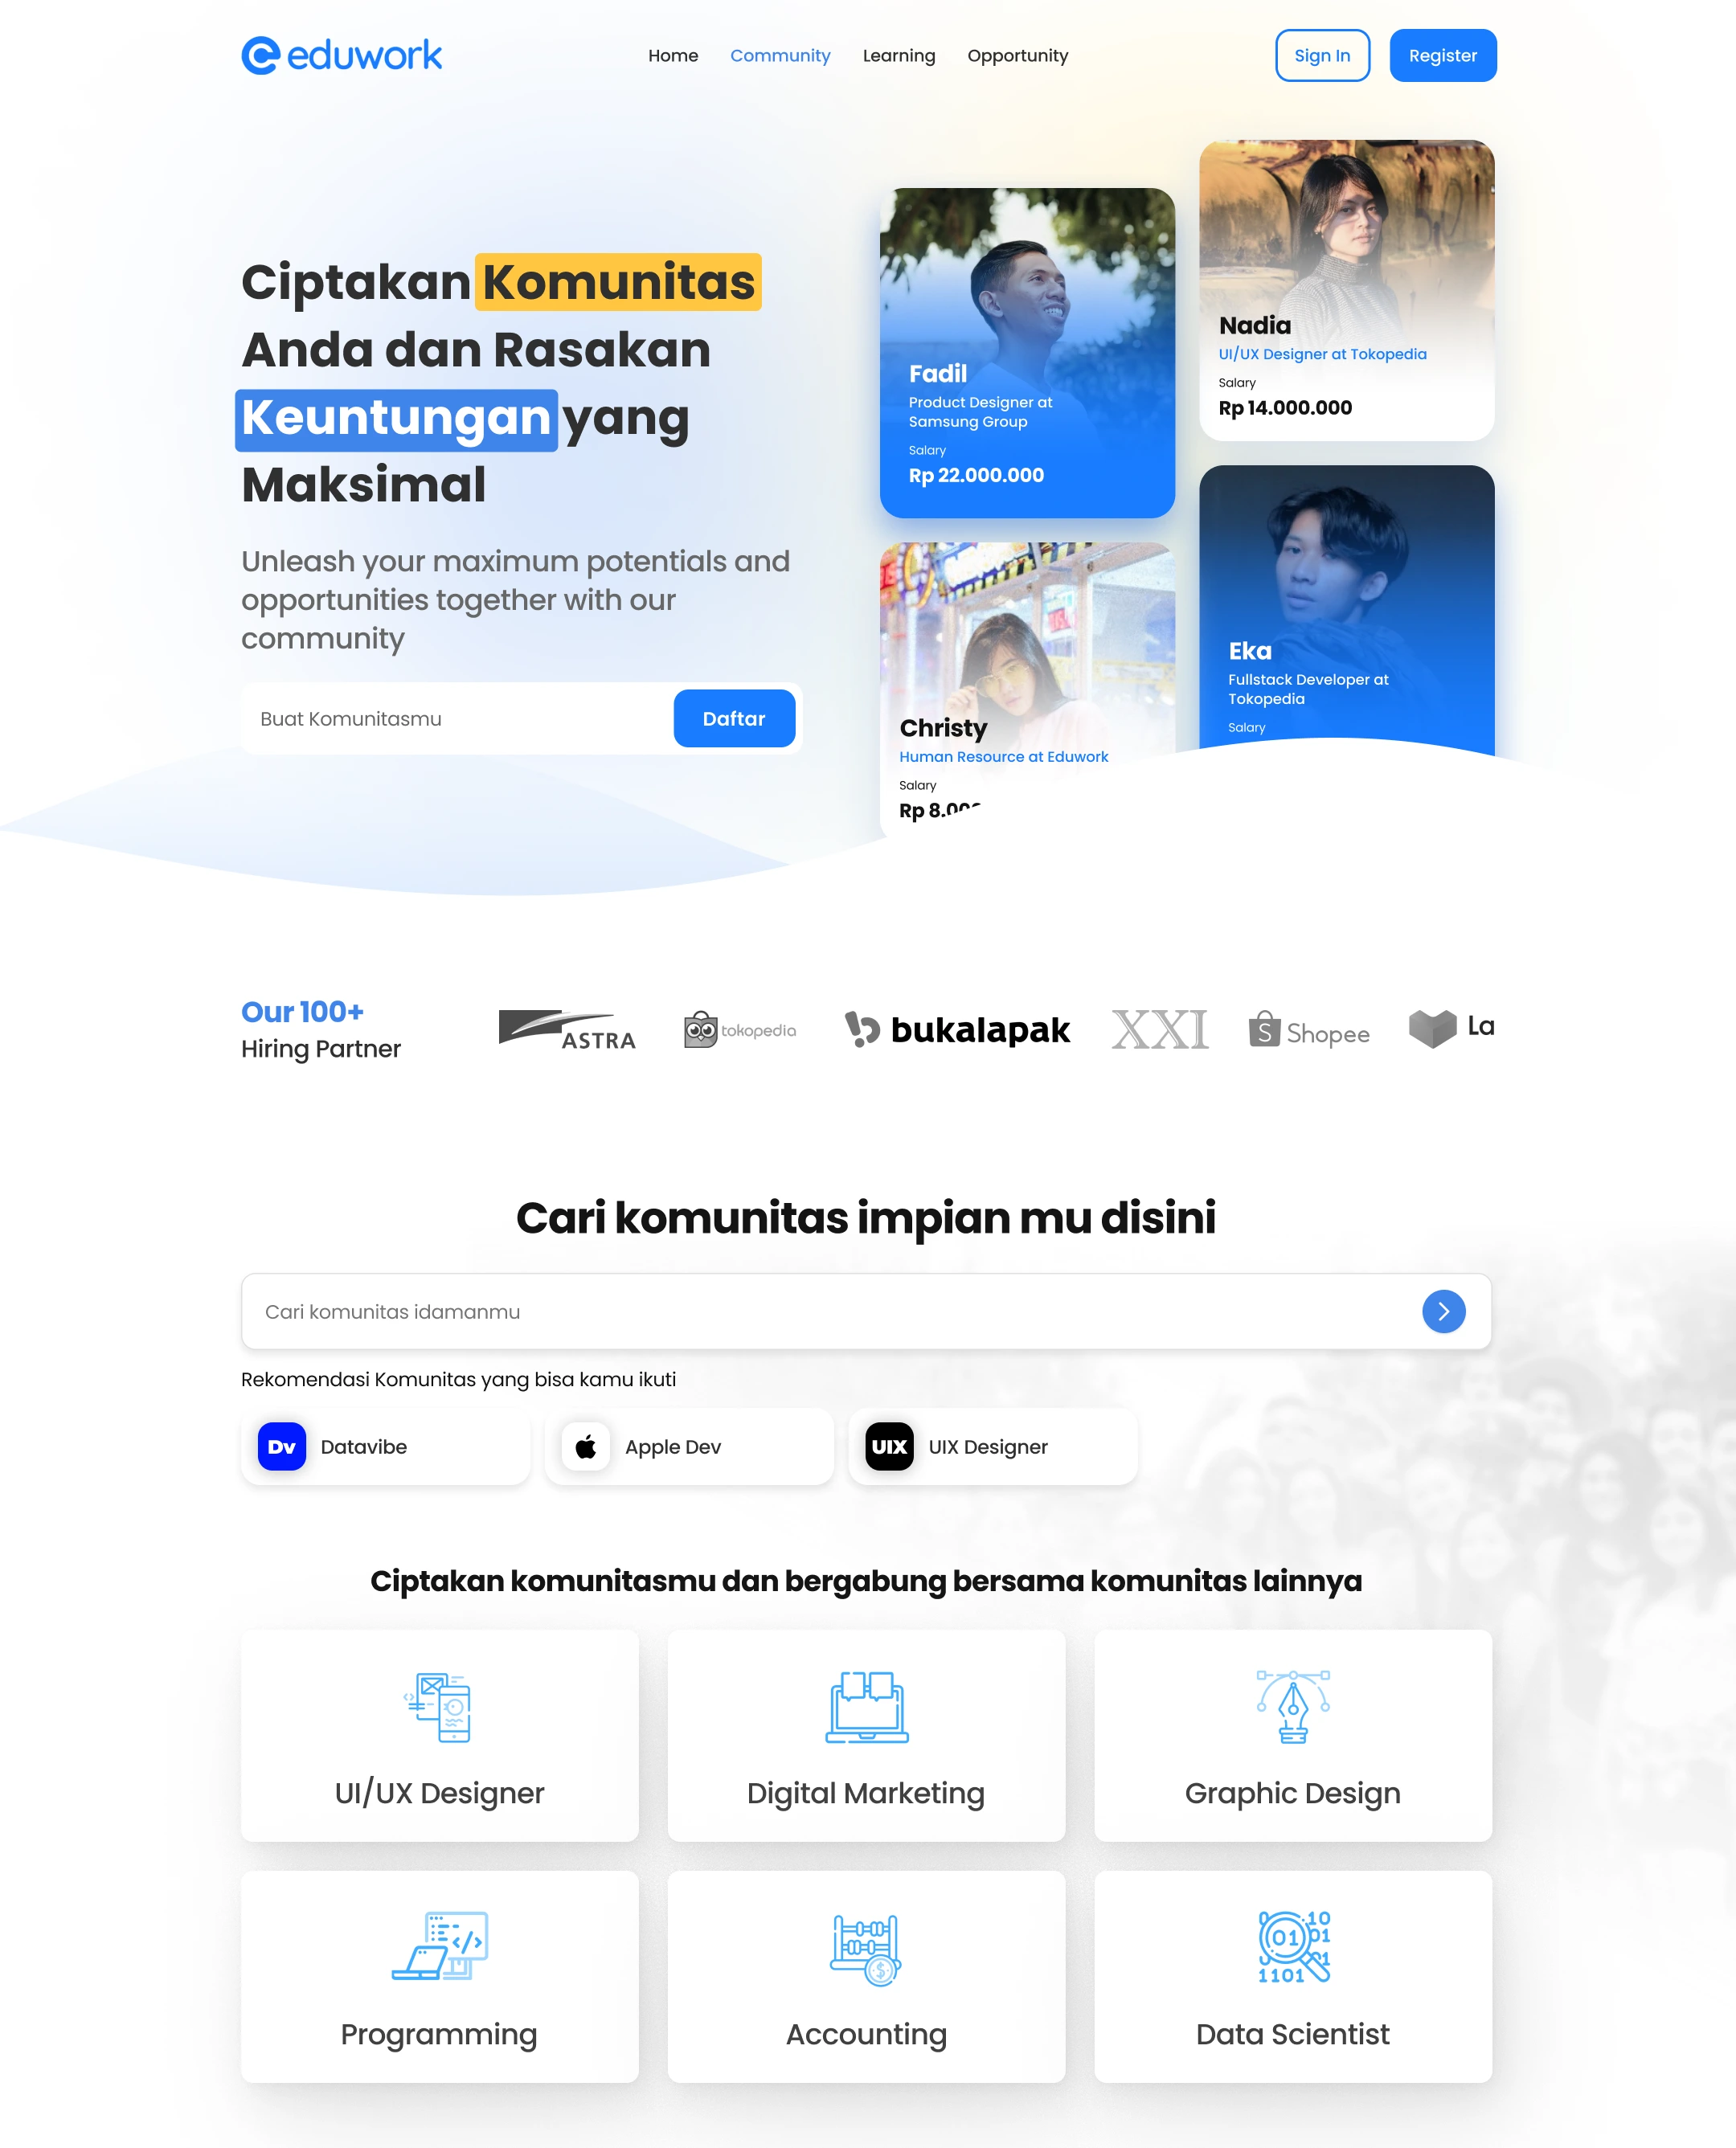 eduwork
Home Community Learning Opportunity
Sign In Register
Ciptakan Komunitas
Anda dan Rasakan
Keuntungan yang
Maksimal
Unleash your maximum potentials and
opportunities together with our
community
Buat Komunitasmu
Daftar
Fadil
Product Designer at
Samsung Group
Salary
Rp 22.000.000
Nadia
UI/UX Designer at Tokopedia
Salary
Rp 14.000.000
Christy
Human Resource at Eduwork
Salary
Rp 8.
Eka
Fullstack Developer at
Tokopedia
Salary
Our 100+
Hiring Partner
ASTRA
tokopedia
bukalapak
XXI
S Shopee
La
Cari komunitas impian mu disini
Cari komunitas idamanmu
Rekomendasi Komunitas yang bisa kamu ikuti
Dv Datavibe
Apple Dev
UIX UIX Designer
Ciptakan komunitasmu dan bergabung bersama komunitas lainnya
UI/UX Designer
Digital Marketing
Graphic Design
Programming
Accounting
01
1101
Data Scientist